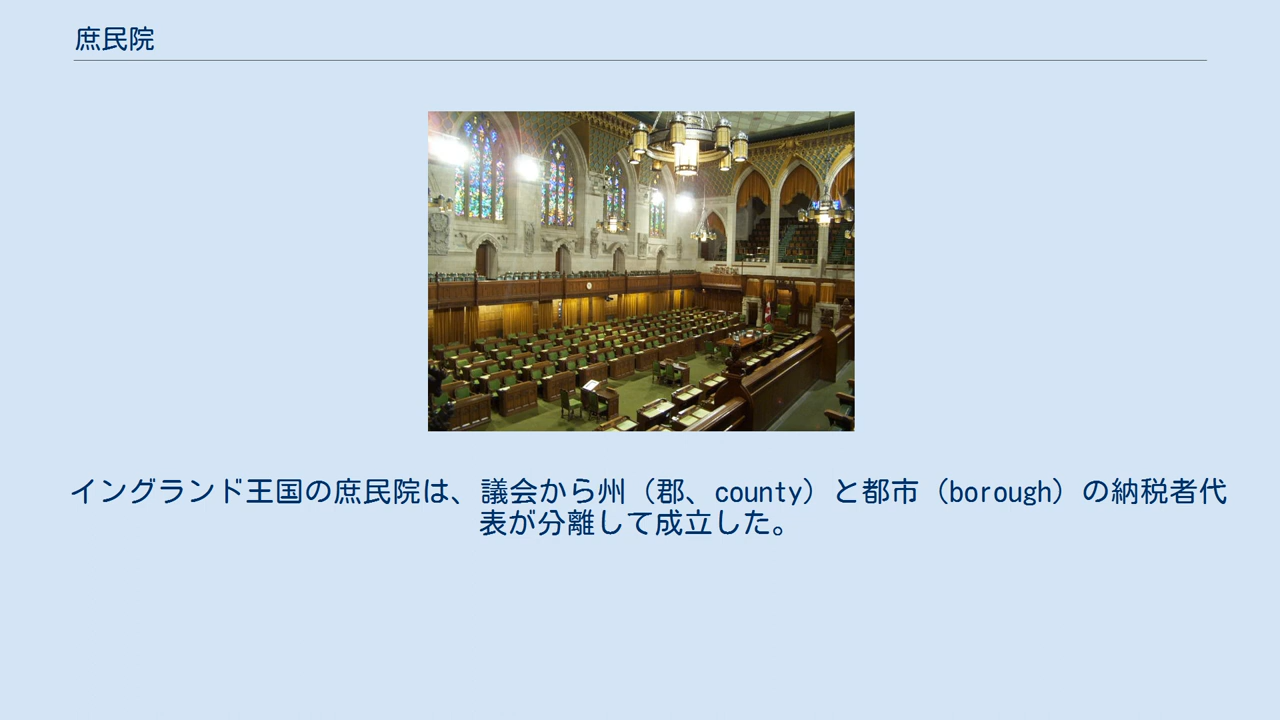 庶民院
イングランド王国の庶民院は、議会から州（郡、county）と都市（borough）の納税者代
表が分離して成立した。